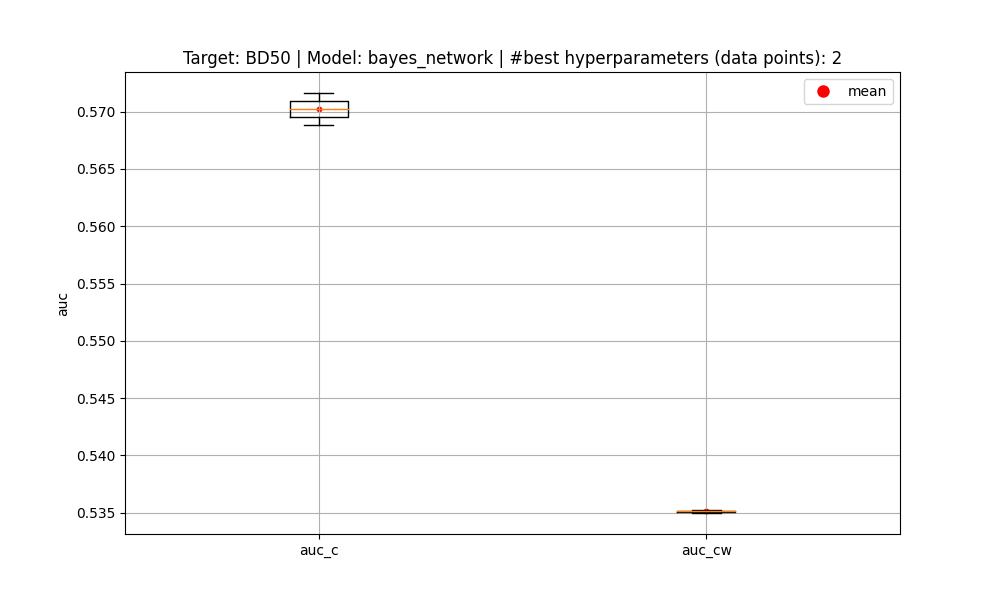 Target: BD50 | Model: bayes_network | #best hyperparameters (data points): 2
mean
0.570
0.565
0.560
0.555
0.550
0.545
0.540
0.535
auc
auc_c
auc_cw